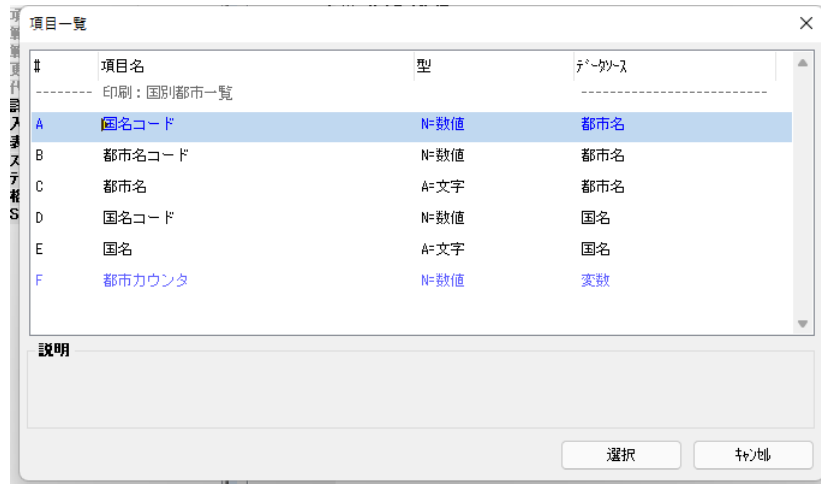 項目一覧
# 項目名 型 ﾃﾞｰﾀｿｰｽ
-------- 印刷：国別都市一覧 --------------------------
A 国名コード N=数値 都市名
B 都市名コード N=数値 都市名
C 都市名 A=文字 都市名
D 国名コード N=数値 国名
E 国名 A=文字 国名
F 都市カウンタ N=数値 変数
説明
選択 ｷｬﾝｾﾙ